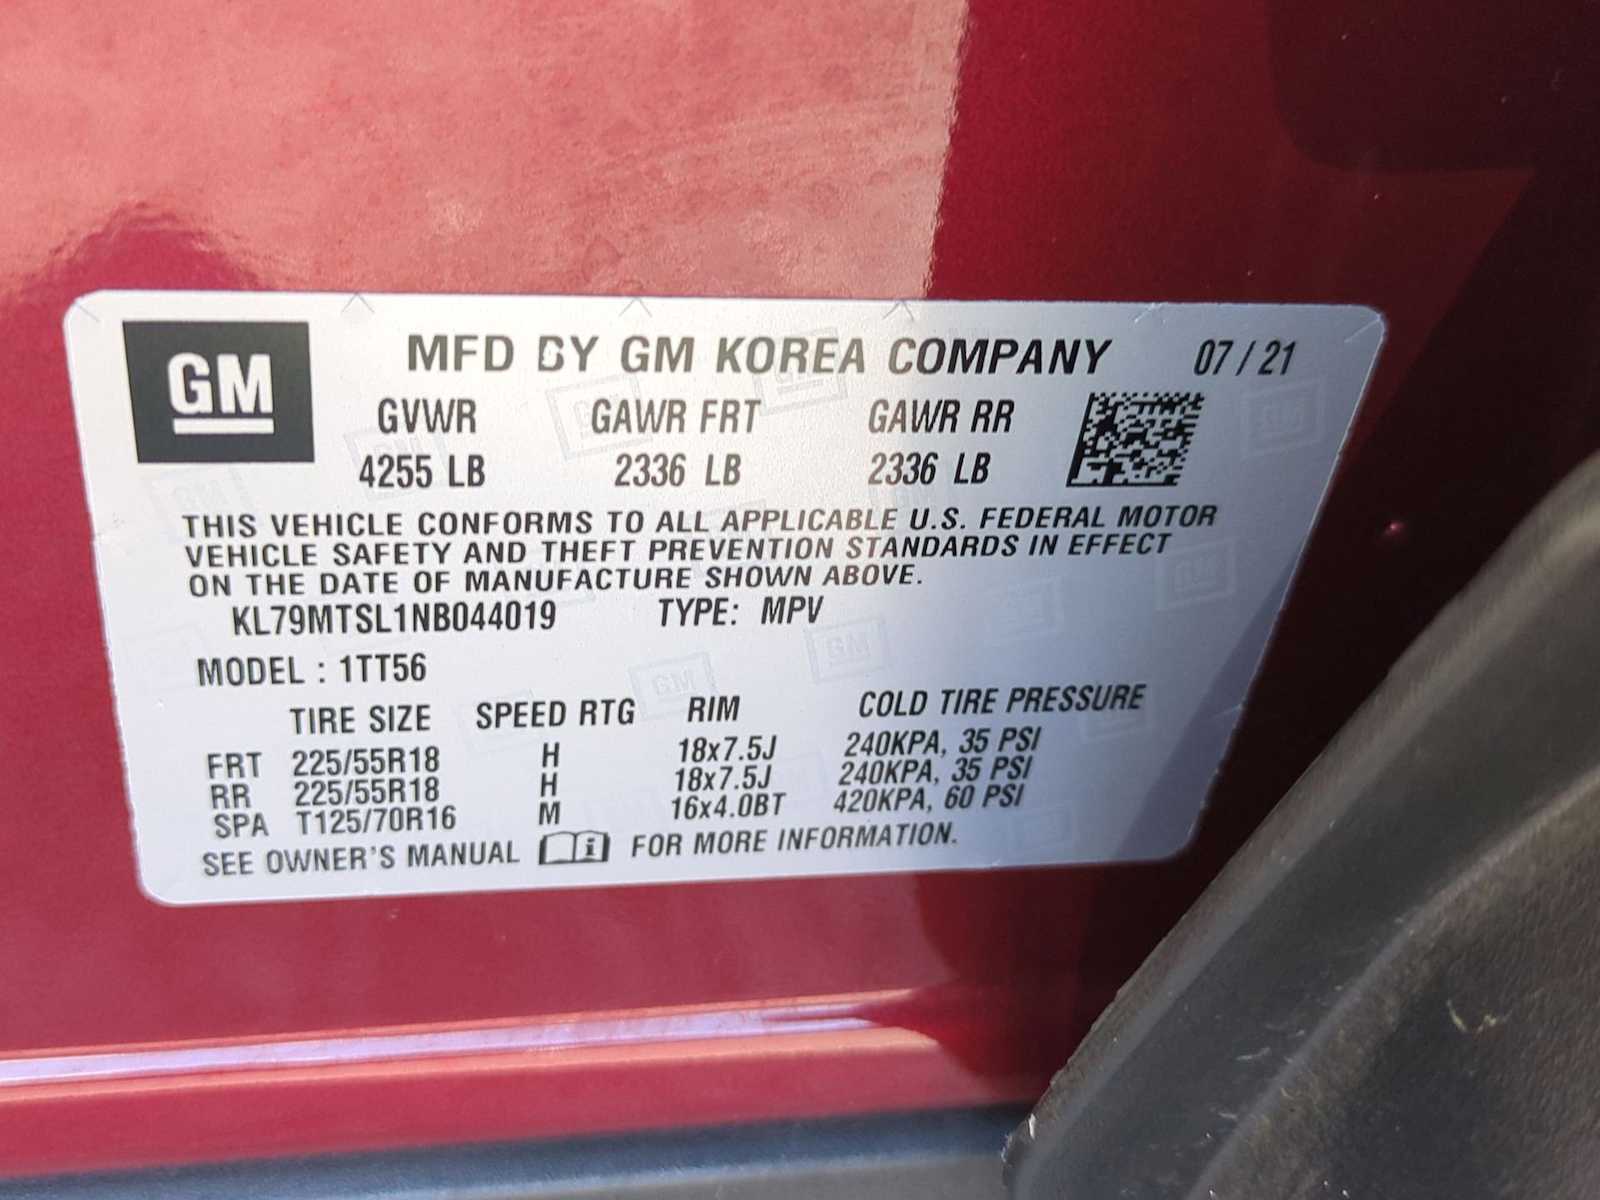 GM
MFD BY GM KOREA COMPANY 07/21
GVWR GAWR FRT GAWR RR
4255 LB 2336 LB 2336 LB
THIS VEHICLE CONFORMS TO ALL APPLICABLE U.S. FEDERAL MOTOR
VEHICLE SAFETY AND THEFT PREVENTION STANDARDS IN EFFECT
ON THE DATE OF MANUFACTURE SHOWN ABOVE.
KL79MTSL1NB044019 TYPE: MPV
MODEL : 1TT56
TIRE SIZE SPEED RTG RIM COLD TIRE PRESSURE
FRT 225/55R18 H 18x7.5J 240KPA, 35 PSI
RR 225/55R18 H 18x7.5J 240KPA, 35 PSI
SPA T125/70R16 M 16x4.0BT 420KPA, 60 PSI
SEE OWNER'S MANUAL i FOR MORE INFORMATION.